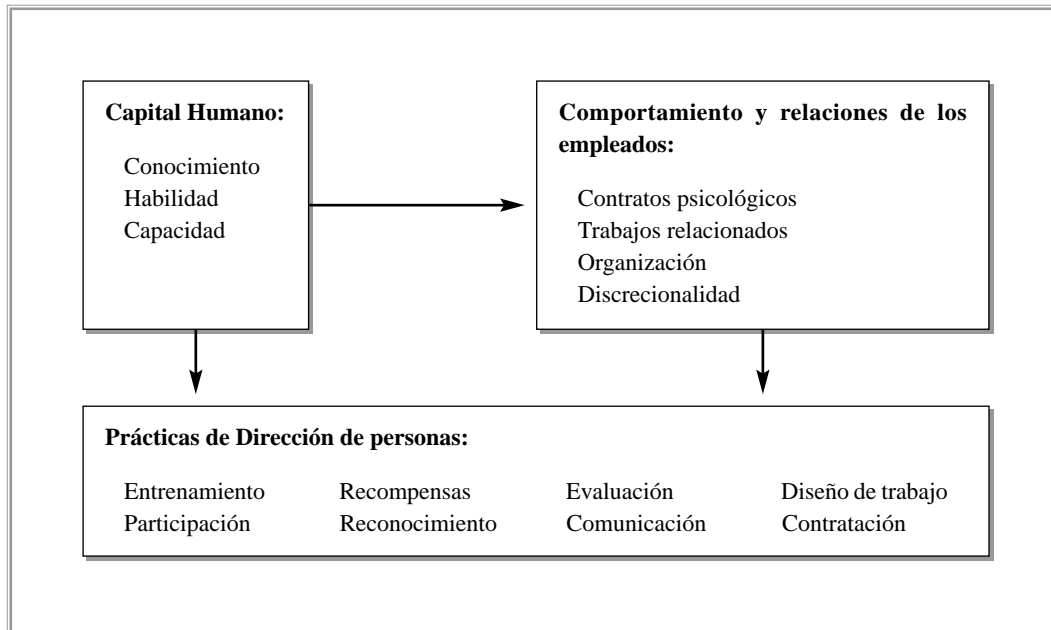 Capital Humano:
Conocimiento
Habilidad
Capacidad
Comportamiento y relaciones de los
empleados:
Contratos psicológicos
Trabajos relacionados
Organización
Discrecionalidad
Prácticas de Dirección de personas:
Entrenamiento Recompensas Evaluación Diseño de trabajo
Participación Reconocimiento Comunicación Contratación